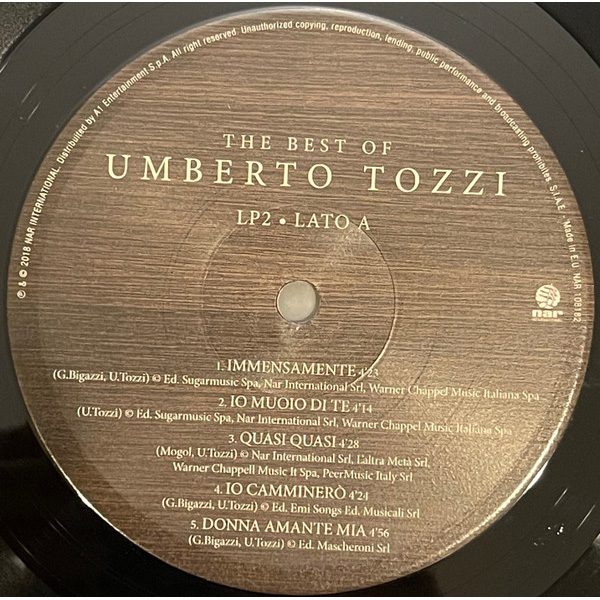 ℗ & © 2018 NAR INTERNATIONAL. Distributed by A1 Entertainment S.p.A. All right reserved. Unauthorized copying, reproduction, lending, public performance and broadcasting prohibites. S.I.A.E. . Made in E.U NAR 108182
THE BEST OF
UMBERTO TOZZI
LP2 • LATO A
nar
1. IMMENSAMENTE 4'23
(G.Bigazzi, U.Tozzi) © Ed. Sugarmusic Spa, Nar International Srl, Warner Chappel Music Italiana Spa
2. IO MUOIO DI TE 4'14
(U.Tozzi) © Ed. Sugarmusic Spa, Nar International Srl, Warner Chappel Music Italiana Spa
3. QUASI QUASI 4'28
(Mogol, U.Tozzi) © Nar International Srl, L'altra Metà Srl,
Warner Chappell Music It Spa, PeerMusic Italy Srl
4. IO CAMMINERÒ 4'24
(G.Bigazzi, U.Tozzi) © Ed. Emi Songs Ed. Musicali Srl
5. DONNA AMANTE MIA 4'56
(G.Bigazzi, U.Tozzi) © Ed. Mascheroni Srl